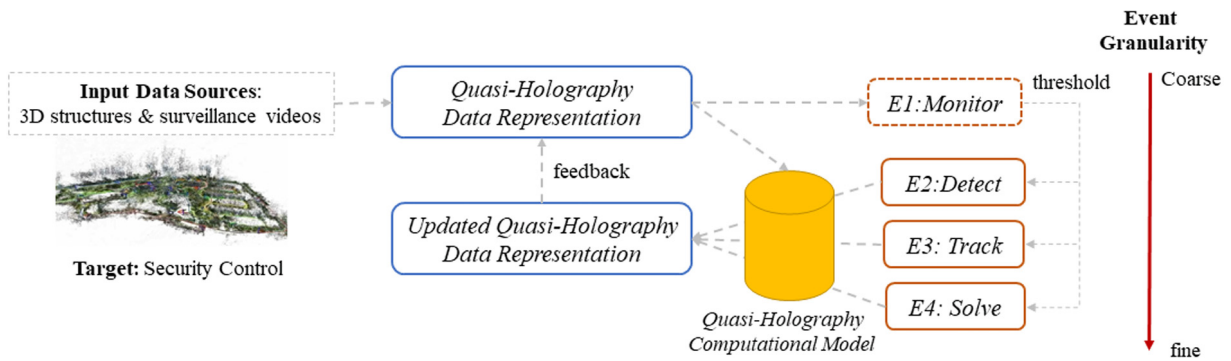 Input Data Sources:
3D structures & surveillance videos
Target: Security Control
Quasi-Holography
Data Representation
feedback
Updated Quasi-Holography
Data Representation
Quasi-Holography
Computational Model
E1:Monitor
threshold
E2:Detect
E3: Track
E4: Solve
Event
Granularity
Coarse
fine